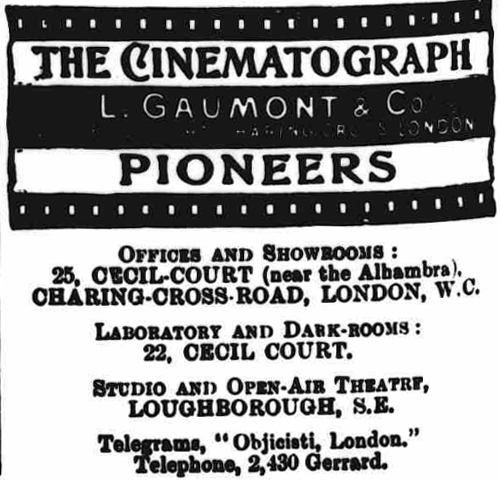 THE CINEMATOGRAPH
L. GAUMONT & Co
LONDON
PIONEERS
OFFICES AND SHOWROOMS :
25, CECIL-COURT (near the Alhambra),
CHARING-CROSS-ROAD, LONDON, W.C.
LABORATORY AND DARK-ROOMS :
22, CECIL COURT.
STUDIO AND OPEN-AIR THEATRE,
LOUGHBOROUGH, S.E.
Telegrams, "Objicisti, London."
Telephone, 2,430 Gerrard.